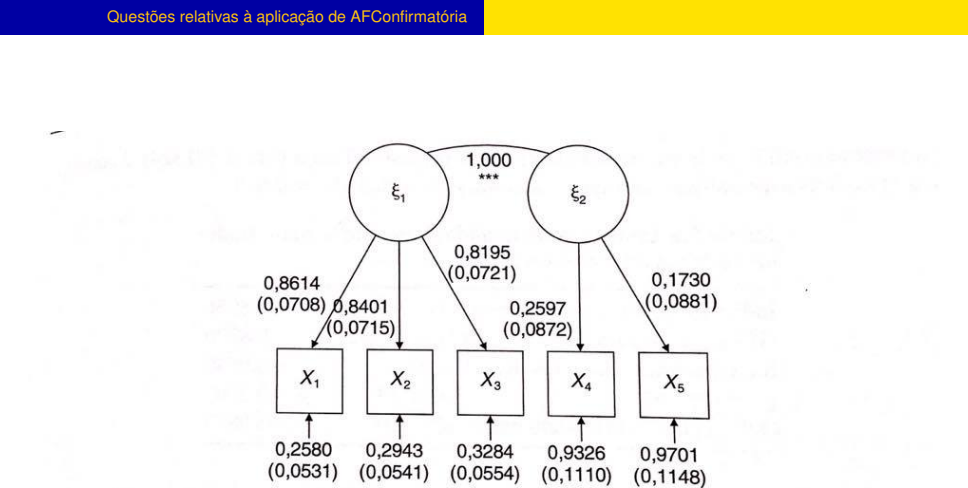 Questões relativas à aplicação de AFConfirmatória
1,000
***
ξ1
ξ2
0,8195
(0,0721)
0,8614
(0,0708)
0,8401
(0,0715)
0,2597
(0,0872)
0,1730
(0,0881)
X1
X2
X3
X4
X5
0,2580
(0,0531)
0,2943
(0,0541)
0,3284
(0,0554)
0,9326
(0,1110)
0,9701
(0,1148)